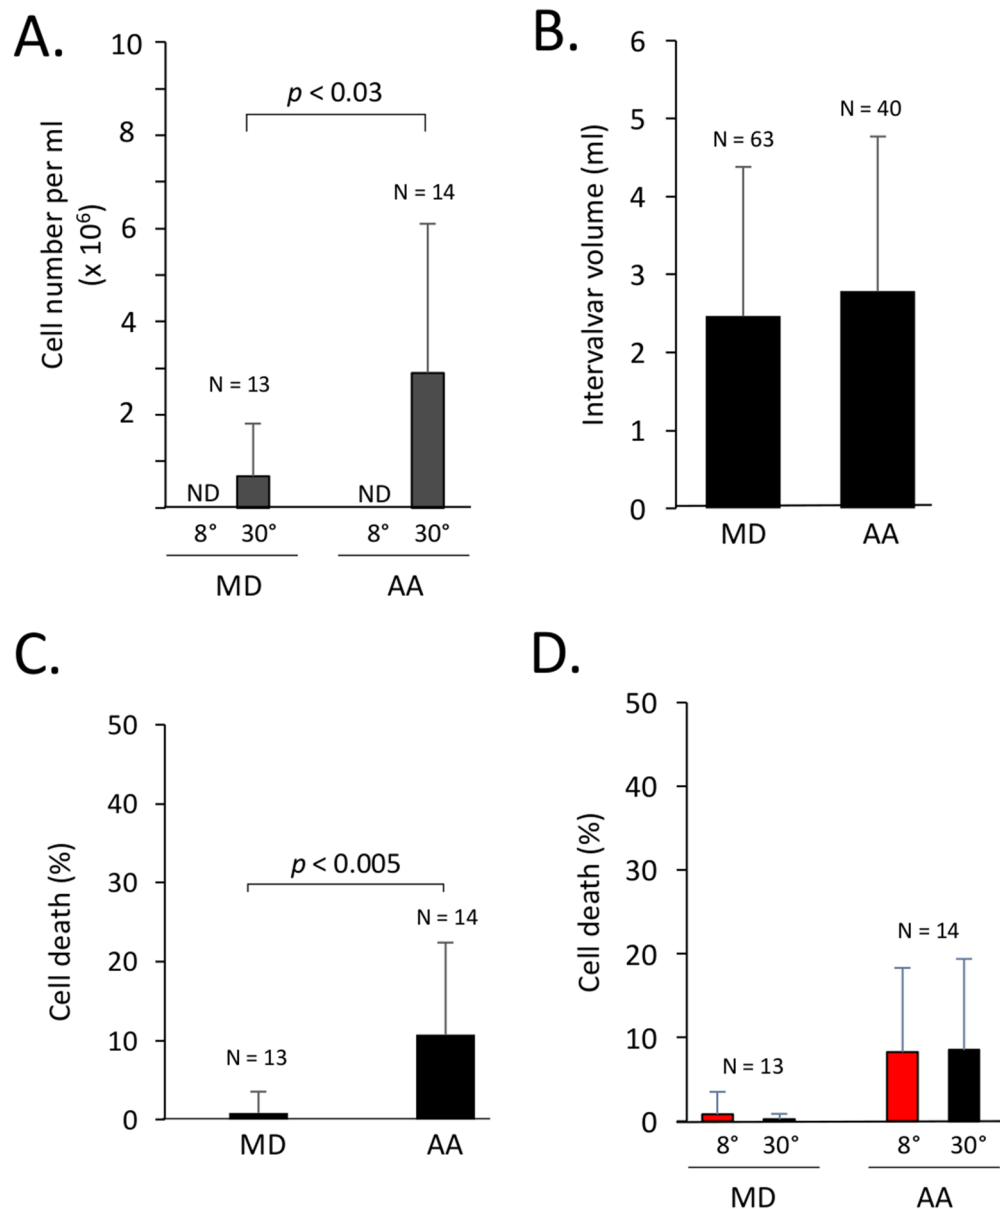 A.
Cell number per ml
(x 10⁶)
10
8
6
4
2
p < 0.03
N = 13
N = 14
ND
ND
8° 30° 8° 30°
MD AA
B.
Intervalvar volume (ml)
6
5
4
3
2
1
0
N = 63
N = 40
MD AA
C.
Cell death (%)
50
40
30
20
10
0
p < 0.005
N = 13
N = 14
MD AA
D.
Cell death (%)
50
40
30
20
10
0
N = 13
N = 14
8° 30° 8° 30°
MD AA